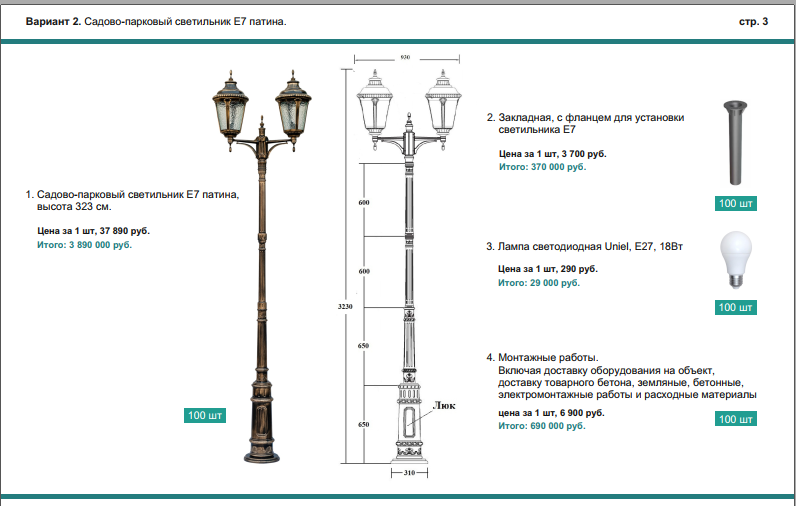 Вариант 2. Садово-парковый светильник Е7 патина.
стр. 3
1. Садово-парковый светильник Е7 патина,
высота 323 см.
Цена за 1 шт, 37 890 руб.
Итого: 3 890 000 руб.
100 шт
930
600
600
3230
650
650
Люк
310
2. Закладная, с фланцем для установки
светильника Е7
Цена за 1 шт, 3 700 руб.
Итого: 370 000 руб.
100 шт
3. Лампа светодиодная Uniel, E27, 18Вт
Цена за 1 шт, 290 руб.
Итого: 29 000 руб.
100 шт
4. Монтажные работы.
Включая доставку оборудования на объект,
доставку товарного бетона, земляные, бетонные,
электромонтажные работы и расходные материалы
цена за 1 шт, 6 900 руб.
Итого: 690 000 руб.
100 шт